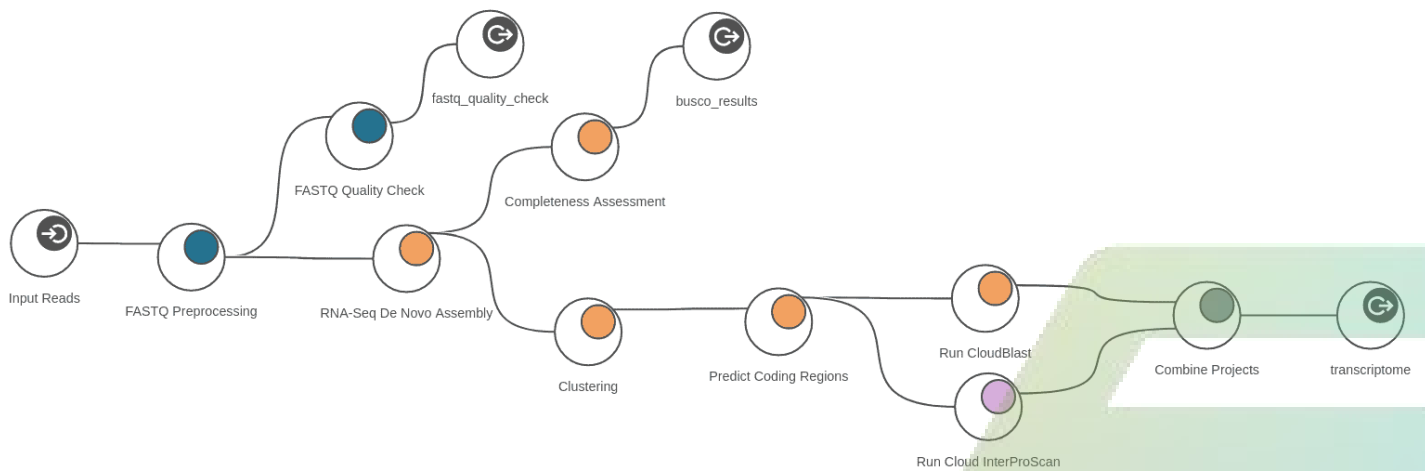 fastq_quality_check
busco_results
FASTQ Quality Check
Completeness Assessment
Input Reads
FASTQ Preprocessing
RNA-Seq De Novo Assembly
Clustering
Predict Coding Regions
Run CloudBlast
Run Cloud InterProScan
Combine Projects
transcriptome